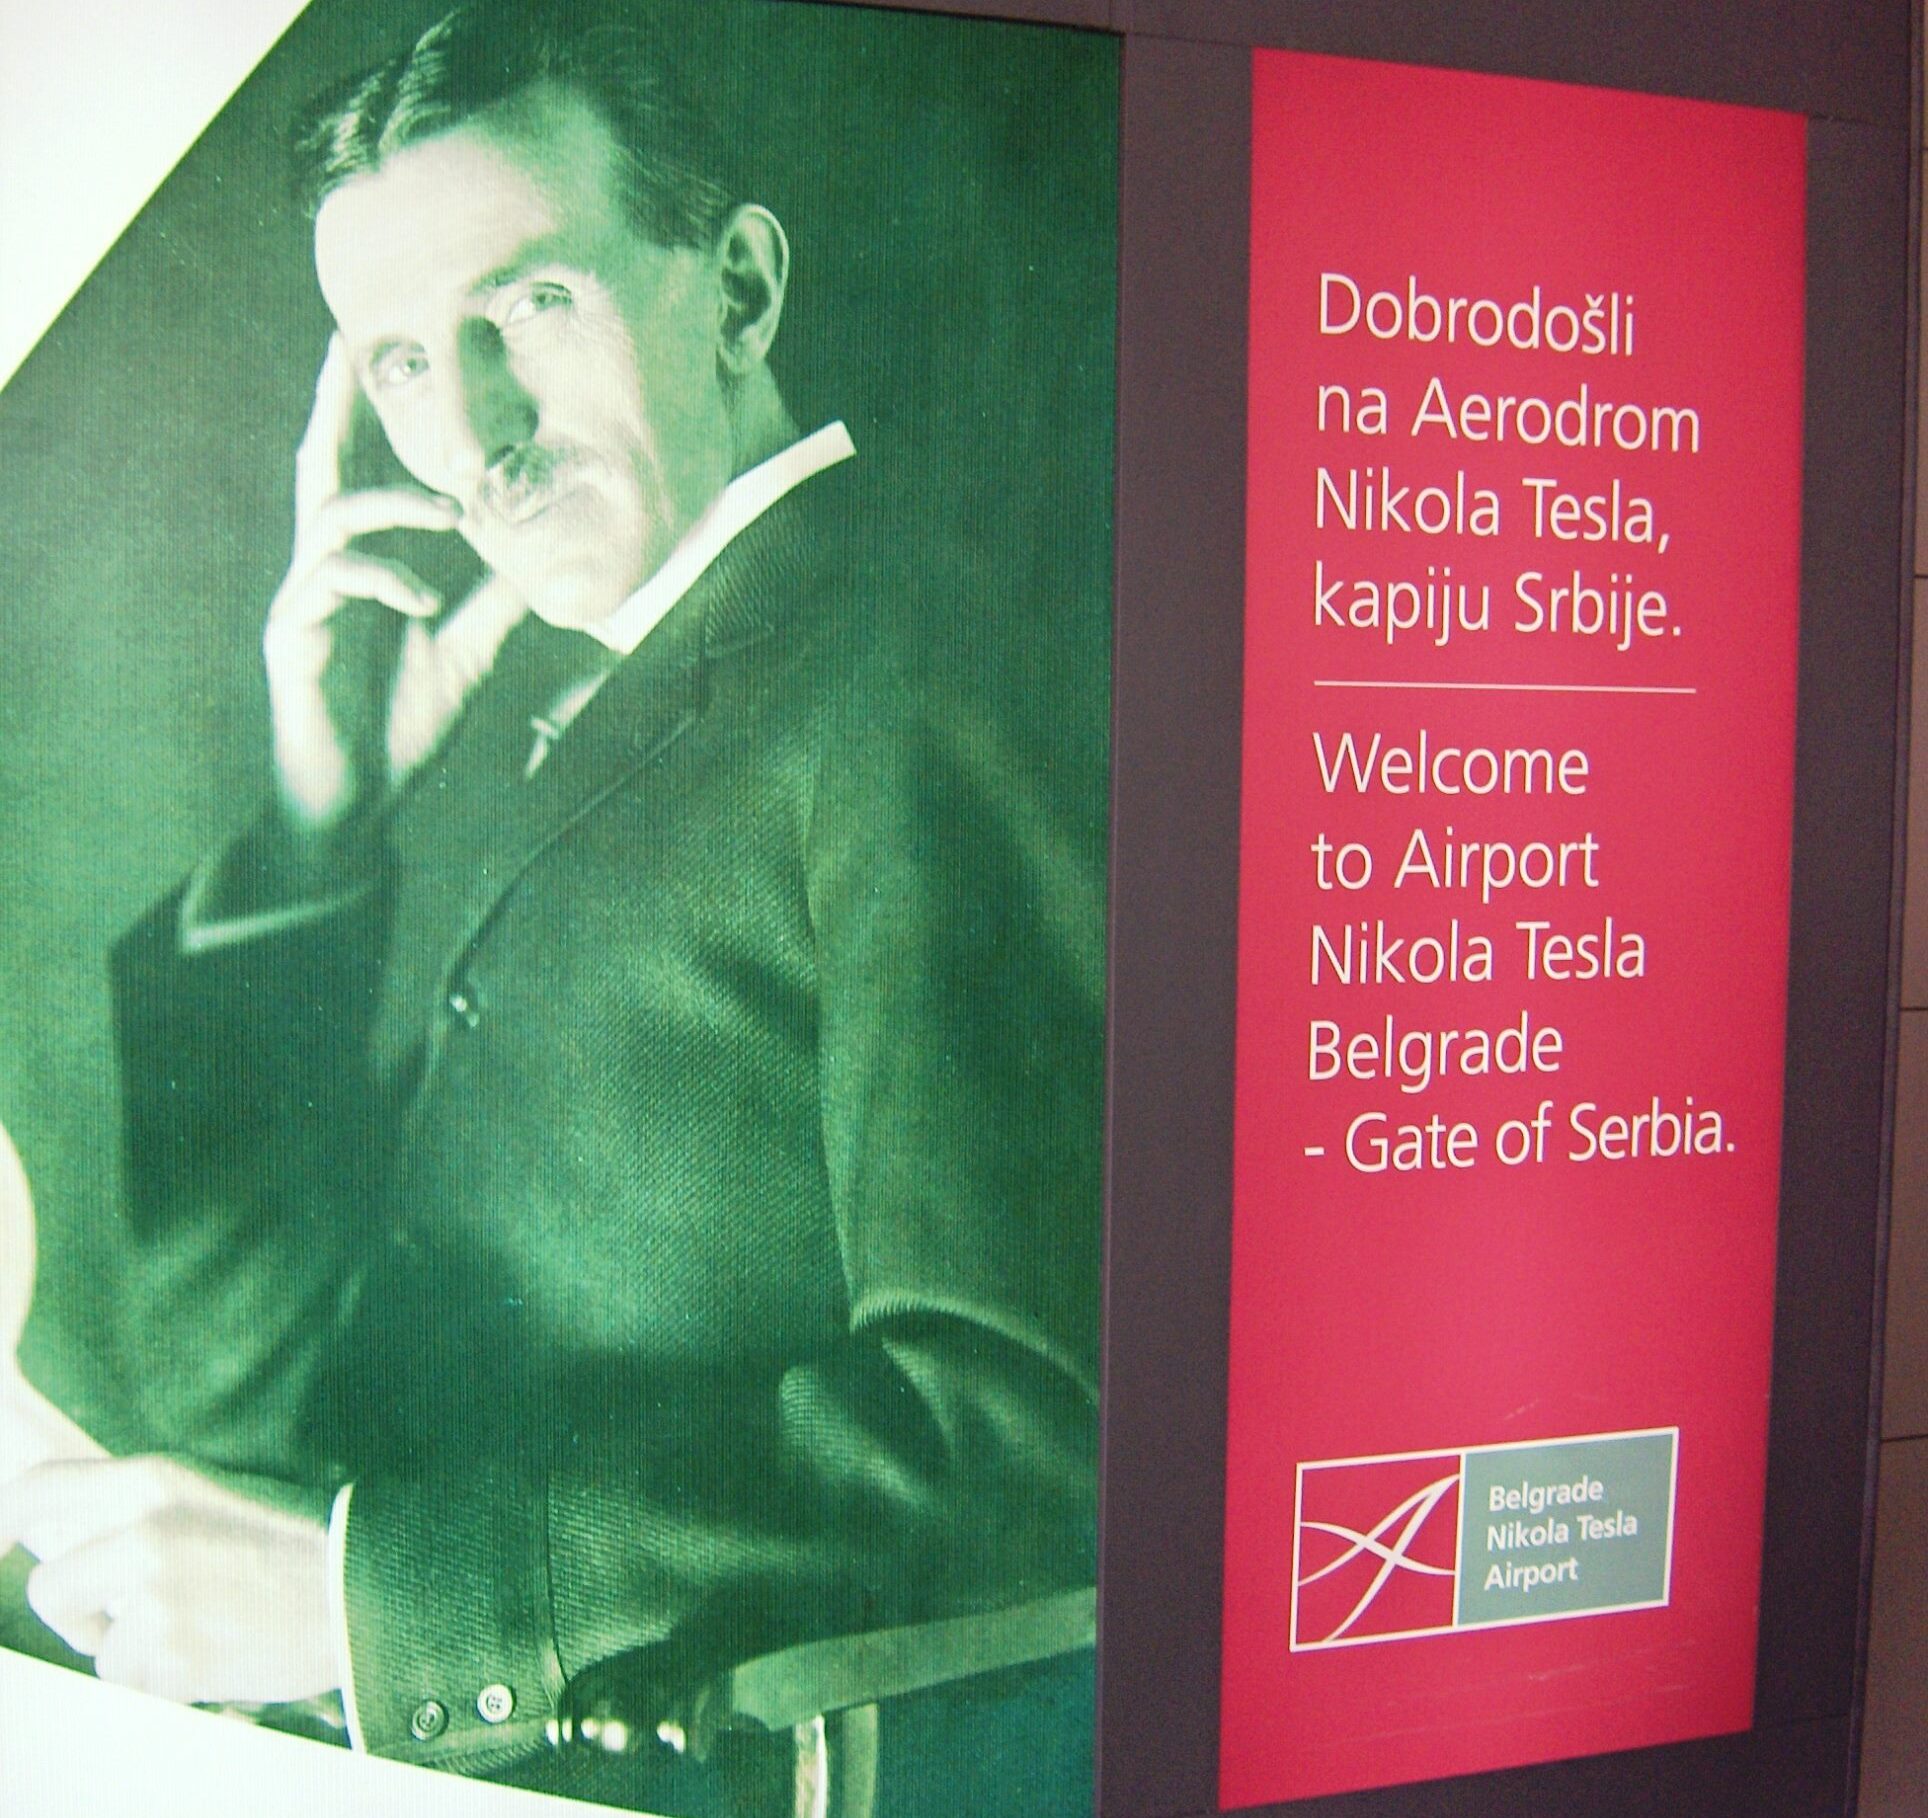 Dobrodošli
na Aerodrom
Nikola Tesla,
kapiju Srbije.
Welcome
to Airport
Nikola Tesla
Belgrade
- Gate of Serbia.
Belgrade
Nikola Tesla
Airport